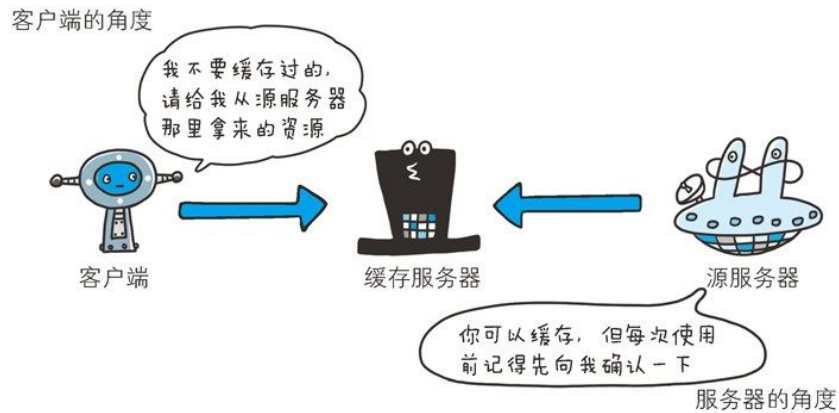 客户端的角度
我不要缓存过的,
请给我从源服务器
那里拿来的资源
客户端
缓存服务器
源服务器
你可以缓存, 但每次使用
前记得先向我确认一下
服务器的角度